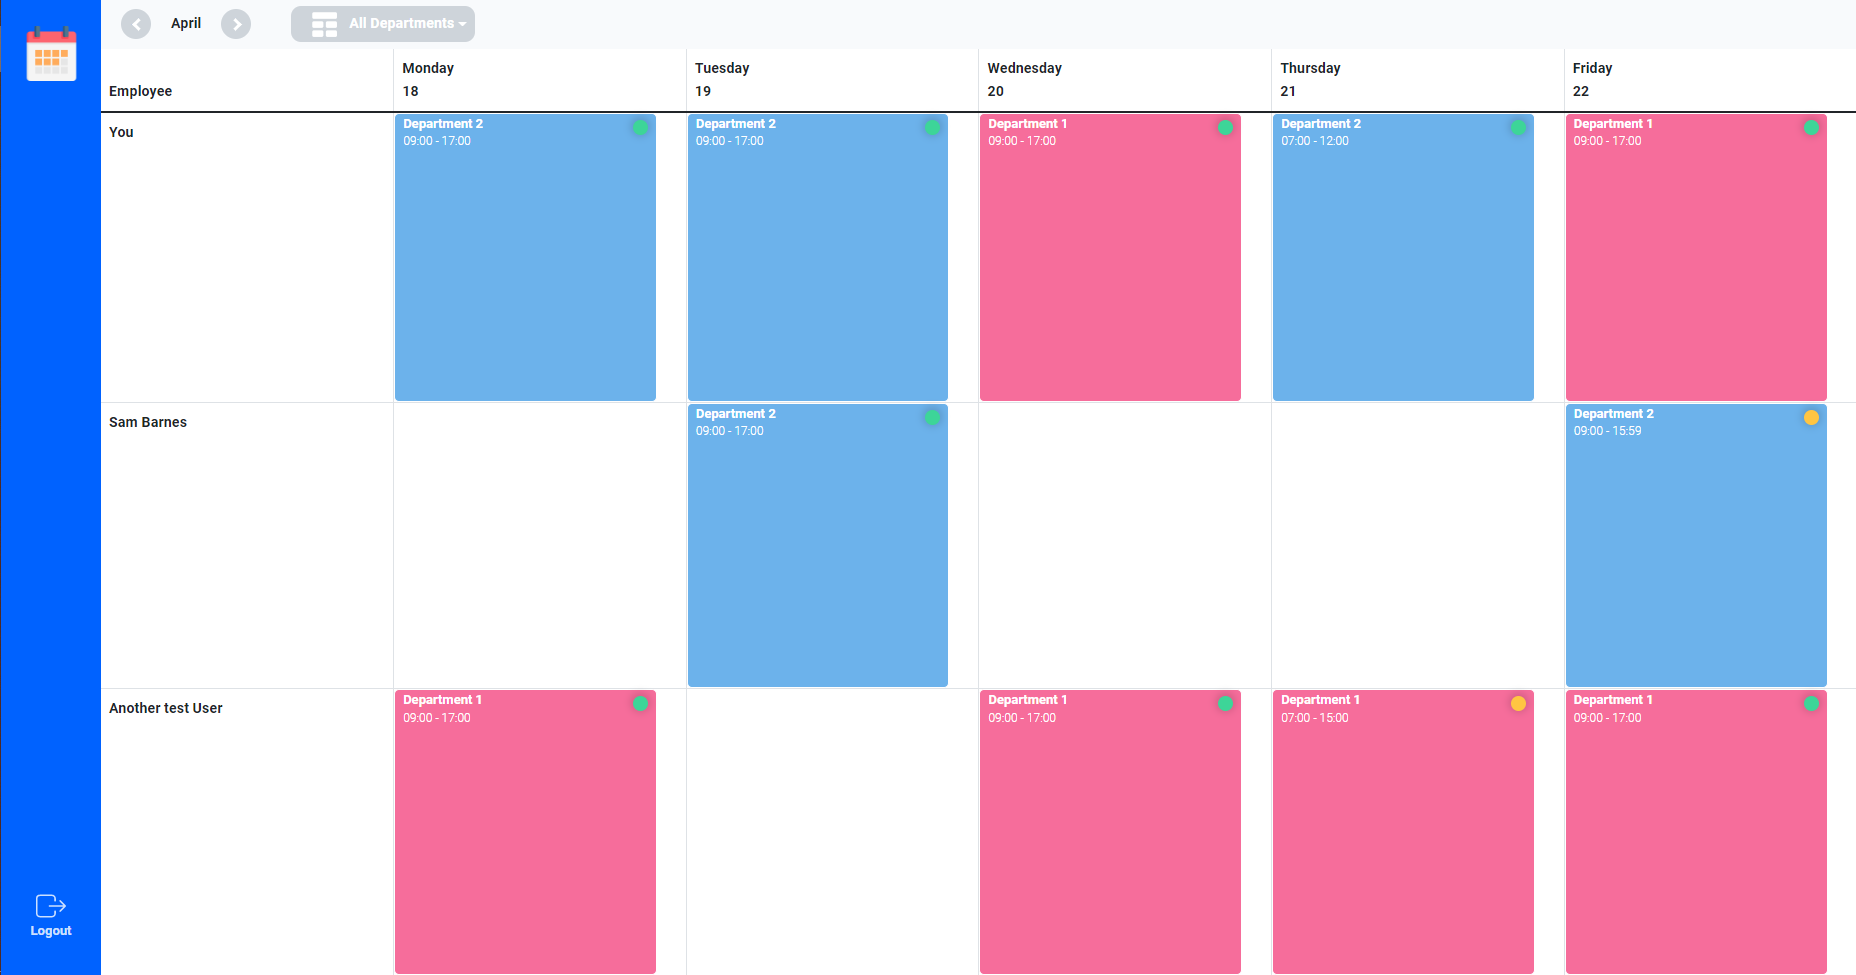 April
All Departments
Employee
Monday
18
Tuesday
19
Wednesday
20
Thursday
21
Friday
22
You
Department 2
09:00 - 17:00
Department 2
09:00 - 17:00
Department 1
09:00 - 17:00
Department 2
07:00 - 12:00
Department 1
09:00 - 17:00
Sam Barnes
Department 2
09:00 - 17:00
Department 2
09:00 - 15:59
Another test User
Department 1
09:00 - 17:00
Department 1
09:00 - 17:00
Department 1
07:00 - 15:00
Department 1
09:00 - 17:00
Logout